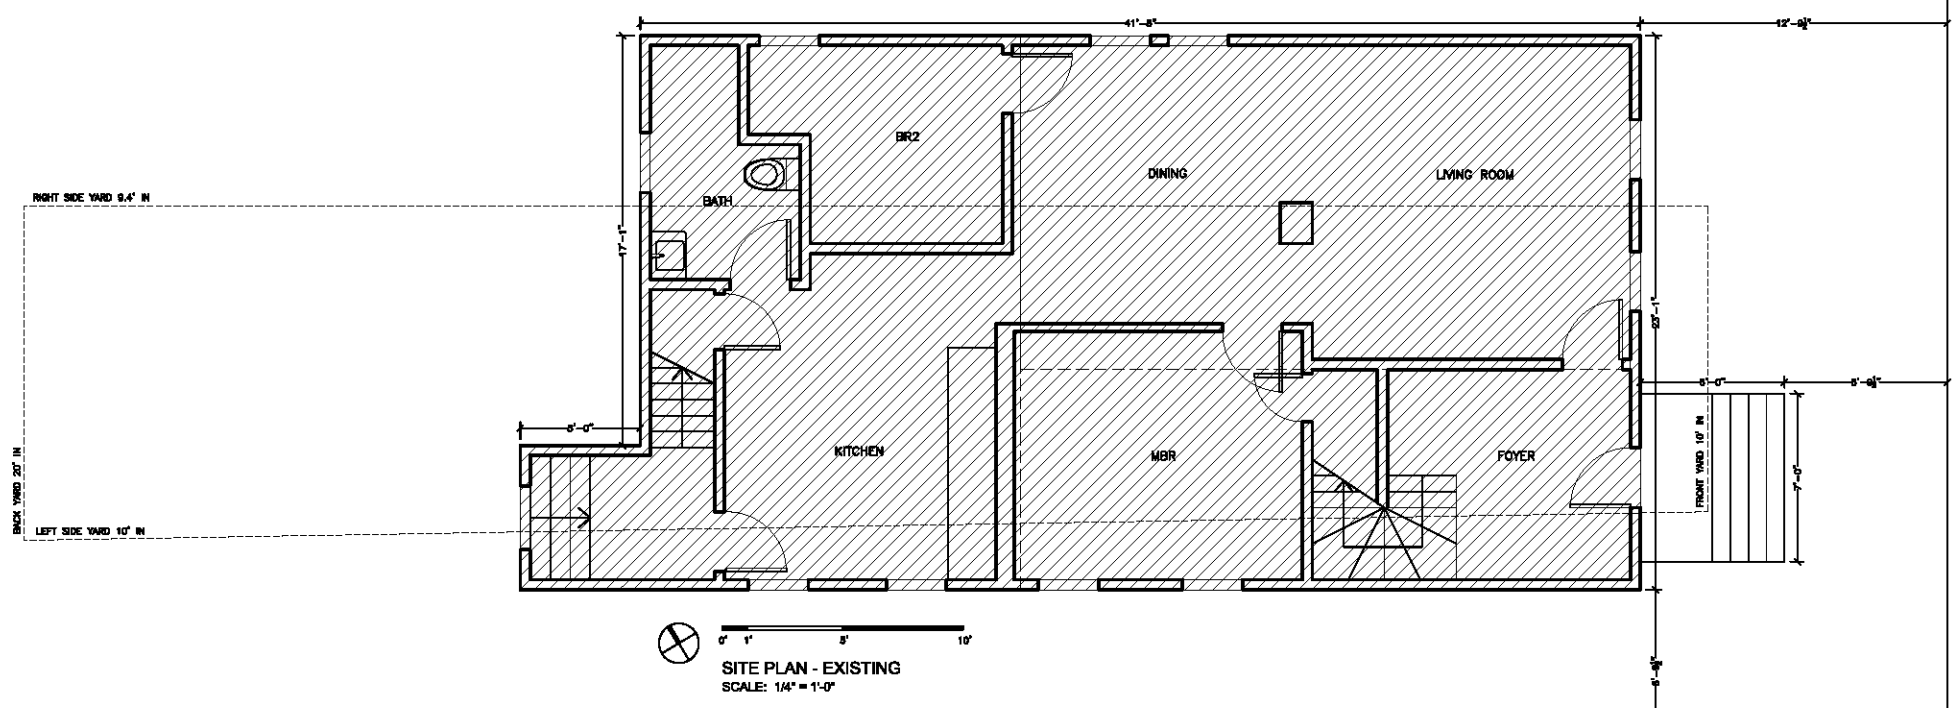 41'-8"
12'-9½"
BR2
DINING
LIVING ROOM
RIGHT SIDE YARD 9.4' IN
BATH
17'-1"
23'-1"
6'-0"
6'-9½"
5'-0"
KITCHEN
MBR
FOYER
FRONT YARD 10' IN
7'-0"
BACK YARD 20' IN
LEFT SIDE YARD 10' IN
0' 1' 5' 10'
SITE PLAN - EXISTING
SCALE: 1/4" = 1'-0"